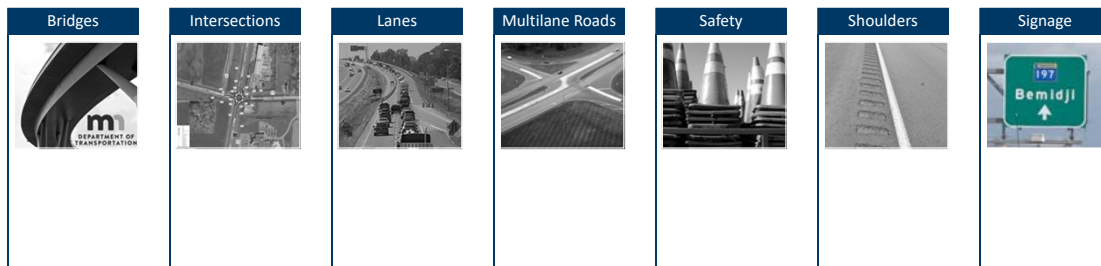 Bridges
Intersections
Lanes
Multilane Roads
Safety
Shoulders
Signage
DEPARTMENT OF
TRANSPORTATION
197
Bemidji